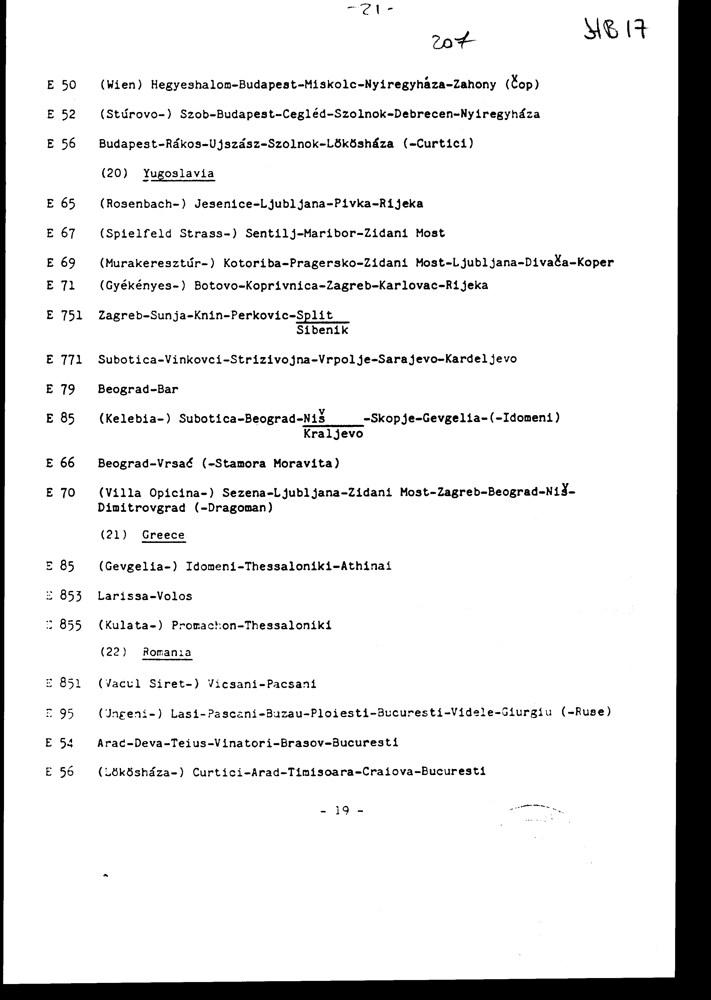 -21-
207
HB 17
E 50 (Wien) Hegyeshalom-Budapest-Miskolc-Nyiregyháza-Zahony (Čop)
E 52 (Stúrovo-) Szob-Budapest-Cegléd-Szolnok-Debrecen-Nyiregyháza
E 56 Budapest-Rákos-Ujszász-Szolnok-Lökösháza (-Curtici)
(20) Yugoslavia
E 65 (Rosenbach-) Jesenice-Ljubljana-Pivka-Rijeka
E 67 (Spielfeld Strass-) Sentilj-Maribor-Zidani Most
E 69 (Murakeresztúr-) Kotoriba-Pragersko-Zidani Most-Ljubljana-Divača-Koper
E 71 (Gyékényes-) Botovo-Koprivnica-Zagreb-Karlovac-Rijeka
E 751 Zagreb-Sunja-Knin-Perkovic-Split
Sibenik
E 771 Subotica-Vinkovci-Strizivojna-Vrpolje-Sarajevo-Kardeljevo
E 79 Beograd-Bar
E 85 (Kelebia-) Subotica-Beograd-Niš -Skopje-Gevgelia-(-Idomeni)
Kraljevo
E 66 Beograd-Vrsać (-Stamora Moravita)
E 70 (Villa Opicina-) Sezena-Ljubljana-Zidani Most-Zagreb-Beograd-Niš-
Dimitrovgrad (-Dragoman)
(21) Greece
E 85 (Gevgelia-) Idomeni-Thessaloniki-Athinai
E 853 Larissa-Volos
E 855 (Kulata-) Promachon-Thessaloniki
(22) Romania
E 851 (Vadul Siret-) Vicsani-Pacsani
E 95 (Ungeni-) Lasi-Pascani-Buzau-Ploiesti-Bucuresti-Videle-Giurgiu (-Ruse)
E 54 Arad-Deva-Teius-Vinatori-Brasov-Bucuresti
E 56 (Lökösháza-) Curtici-Arad-Timisoara-Craiova-Bucuresti
- 19 -